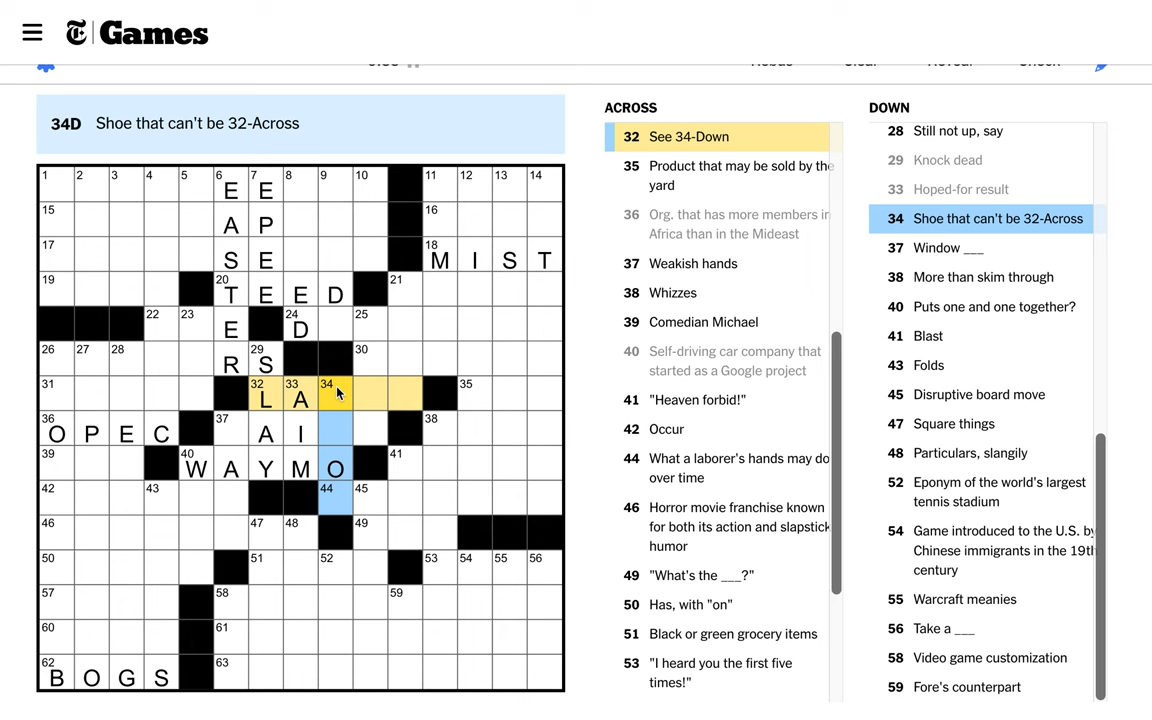 Games
34D Shoe that can't be 32-Across
ACROSS
32 See 34-Down
35 Product that may be sold by the
yard
36 Org. that has more members in
Africa than in the Mideast
37 Weakish hands
38 Whizzes
39 Comedian Michael
40 Self-driving car company that
started as a Google project
41 "Heaven forbid!"
42 Occur
44 What a laborer's hands may do
over time
46 Horror movie franchise known
for both its action and slapstick
humor
49 "What's the ___?"
50 Has, with "on"
51 Black or green grocery items
53 "I heard you the first five
times!"
DOWN
28 Still not up, say
29 Knock dead
33 Hoped-for result
34 Shoe that can't be 32-Across
37 Window ___
38 More than skim through
40 Puts one and one together?
41 Blast
43 Folds
45 Disruptive board move
47 Square things
48 Particulars, slangily
52 Eponym of the world's largest
tennis stadium
54 Game introduced to the U.S. by
Chinese immigrants in the 19th
century
55 Warcraft meanies
56 Take a ___
58 Video game customization
59 Fore's counterpart
1 2 3 4 5 6 7 8 9 10 11 12 13 14
E E
15 16
A P
17 18
S E M I S T
19 20 21
T E E D
22 23 24 25
E D
26 27 28 29 30
R S
31 32 33 34 35
L A
36 37 38
O P E C A I
39 40 41
W A Y M O
42 43 44 45
46 47 48 49
50 51 52 53 54 55 56
57 58 59
60 61
62 63
B O G S